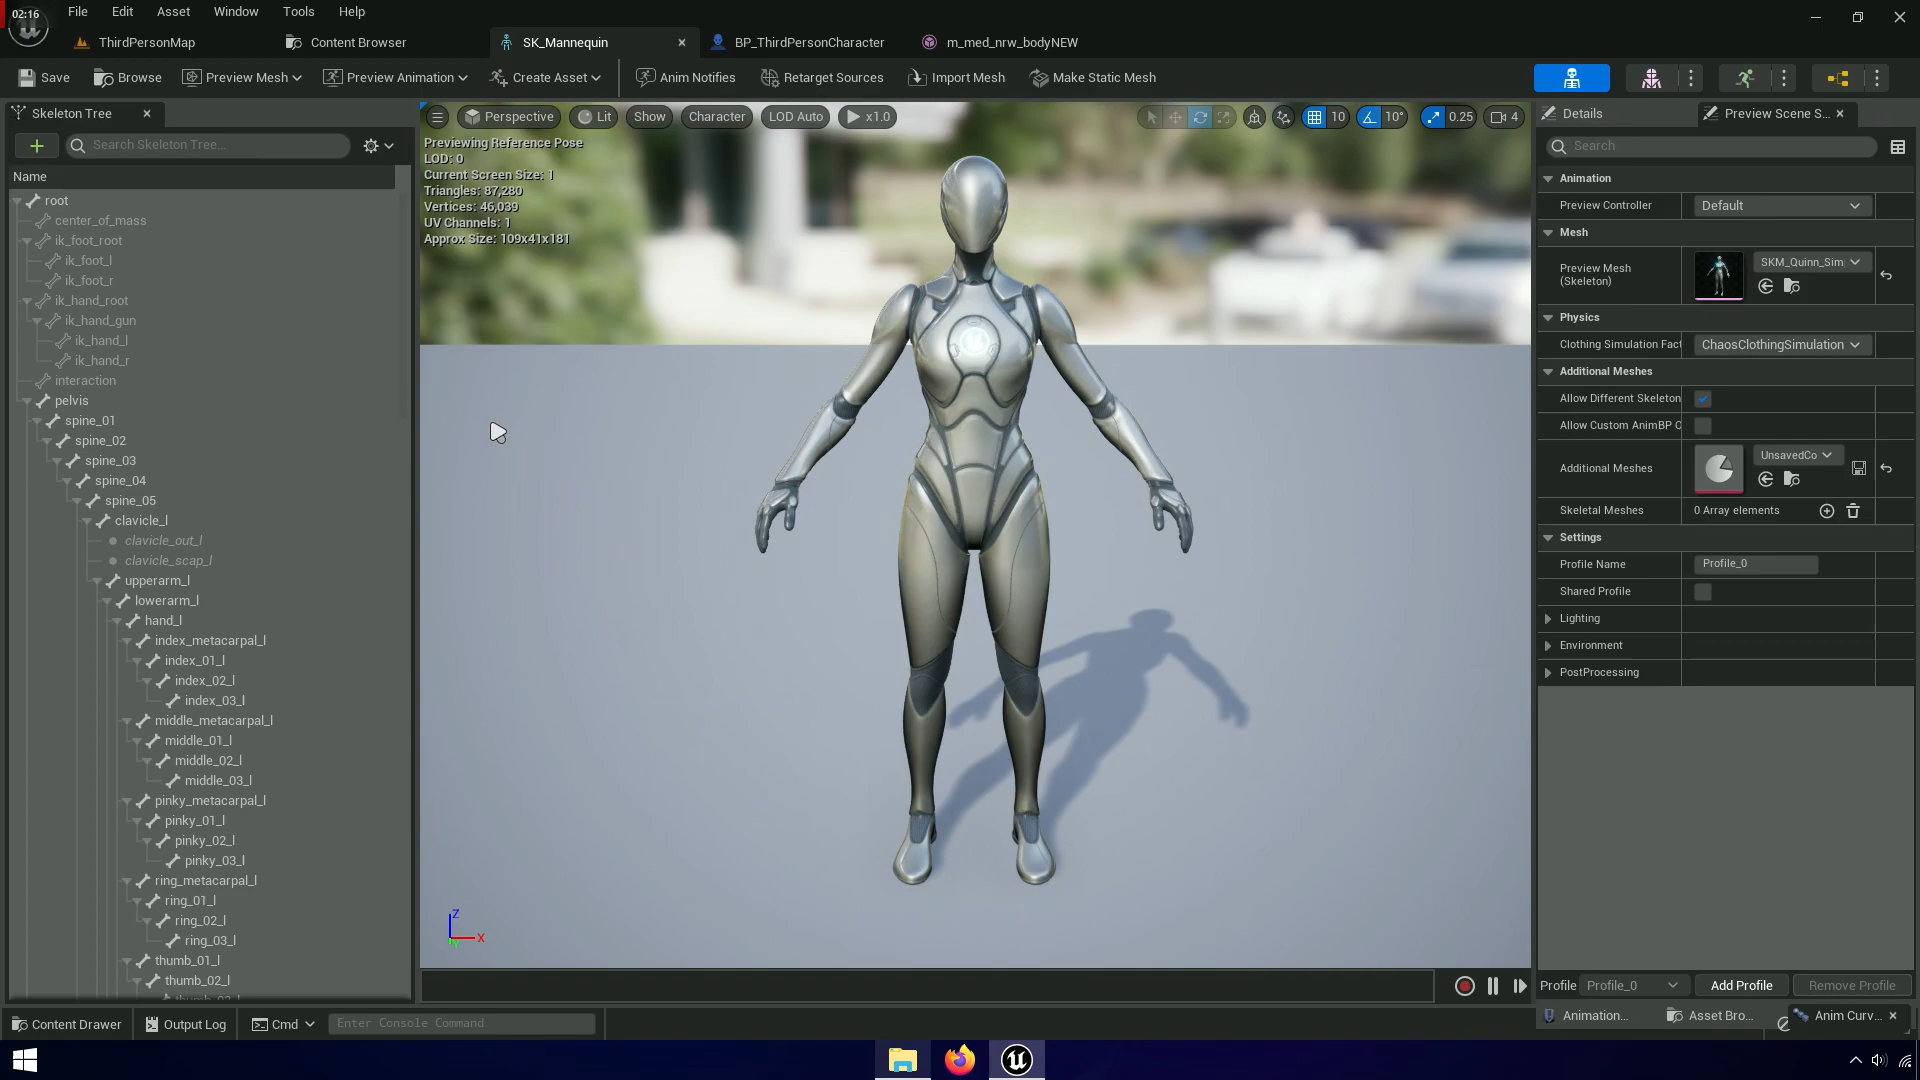 02:16
File Edit Asset Window Tools Help
ThirdPersonMap
Content Browser
SK_Mannequin
BP_ThirdPersonCharacter
m_med_nrw_bodyNEW
Save
Browse
Preview Mesh
Preview Animation
Create Asset
Anim Notifies
Retarget Sources
Import Mesh
Make Static Mesh
Skeleton Tree
Search Skeleton Tree...
Name
root
center_of_mass
ik_foot_root
ik_foot_l
ik_foot_r
ik_hand_root
ik_hand_gun
ik_hand_l
ik_hand_r
interaction
pelvis
spine_01
spine_02
spine_03
spine_04
spine_05
clavicle_l
clavicle_out_l
clavicle_scap_l
upperarm_l
lowerarm_l
hand_l
index_metacarpal_l
index_01_l
index_02_l
index_03_l
middle_metacarpal_l
middle_01_l
middle_02_l
middle_03_l
pinky_metacarpal_l
pinky_01_l
pinky_02_l
pinky_03_l
ring_metacarpal_l
ring_01_l
ring_02_l
ring_03_l
thumb_01_l
thumb_02_l
Perspective
Lit
Show
Character
LOD Auto
x1.0
10
10°
0.25
4
Previewing Reference Pose
LOD: 0
Current Screen Size: 1
Triangles: 87,280
Vertices: 46,039
UV Channels: 1
Approx Size: 109x41x181
Z
X
Y
Details
Preview Scene S...
Search
Animation
Preview Controller
Default
Mesh
Preview Mesh
(Skeleton)
SKM_Quinn_Sim
Physics
Clothing Simulation Fact
ChaosClothingSimulation
Additional Meshes
Allow Different Skeleton
Allow Custom AnimBP O
Additional Meshes
UnsavedCo
Skeletal Meshes
0 Array elements
Settings
Profile Name
Profile_0
Shared Profile
Lighting
Environment
PostProcessing
Profile
Profile_0
Add Profile
Remove Profile
Animation...
Asset Bro...
Anim Curv...
Content Drawer
Output Log
Cmd
Enter Console Command